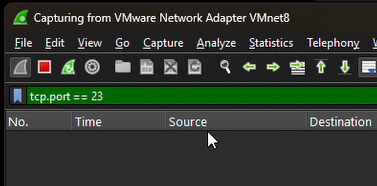 Capturing from VMware Network Adapter VMnet8
File Edit View Go Capture Analyze Statistics Telephony
tcp.port == 23
No. Time Source Destination